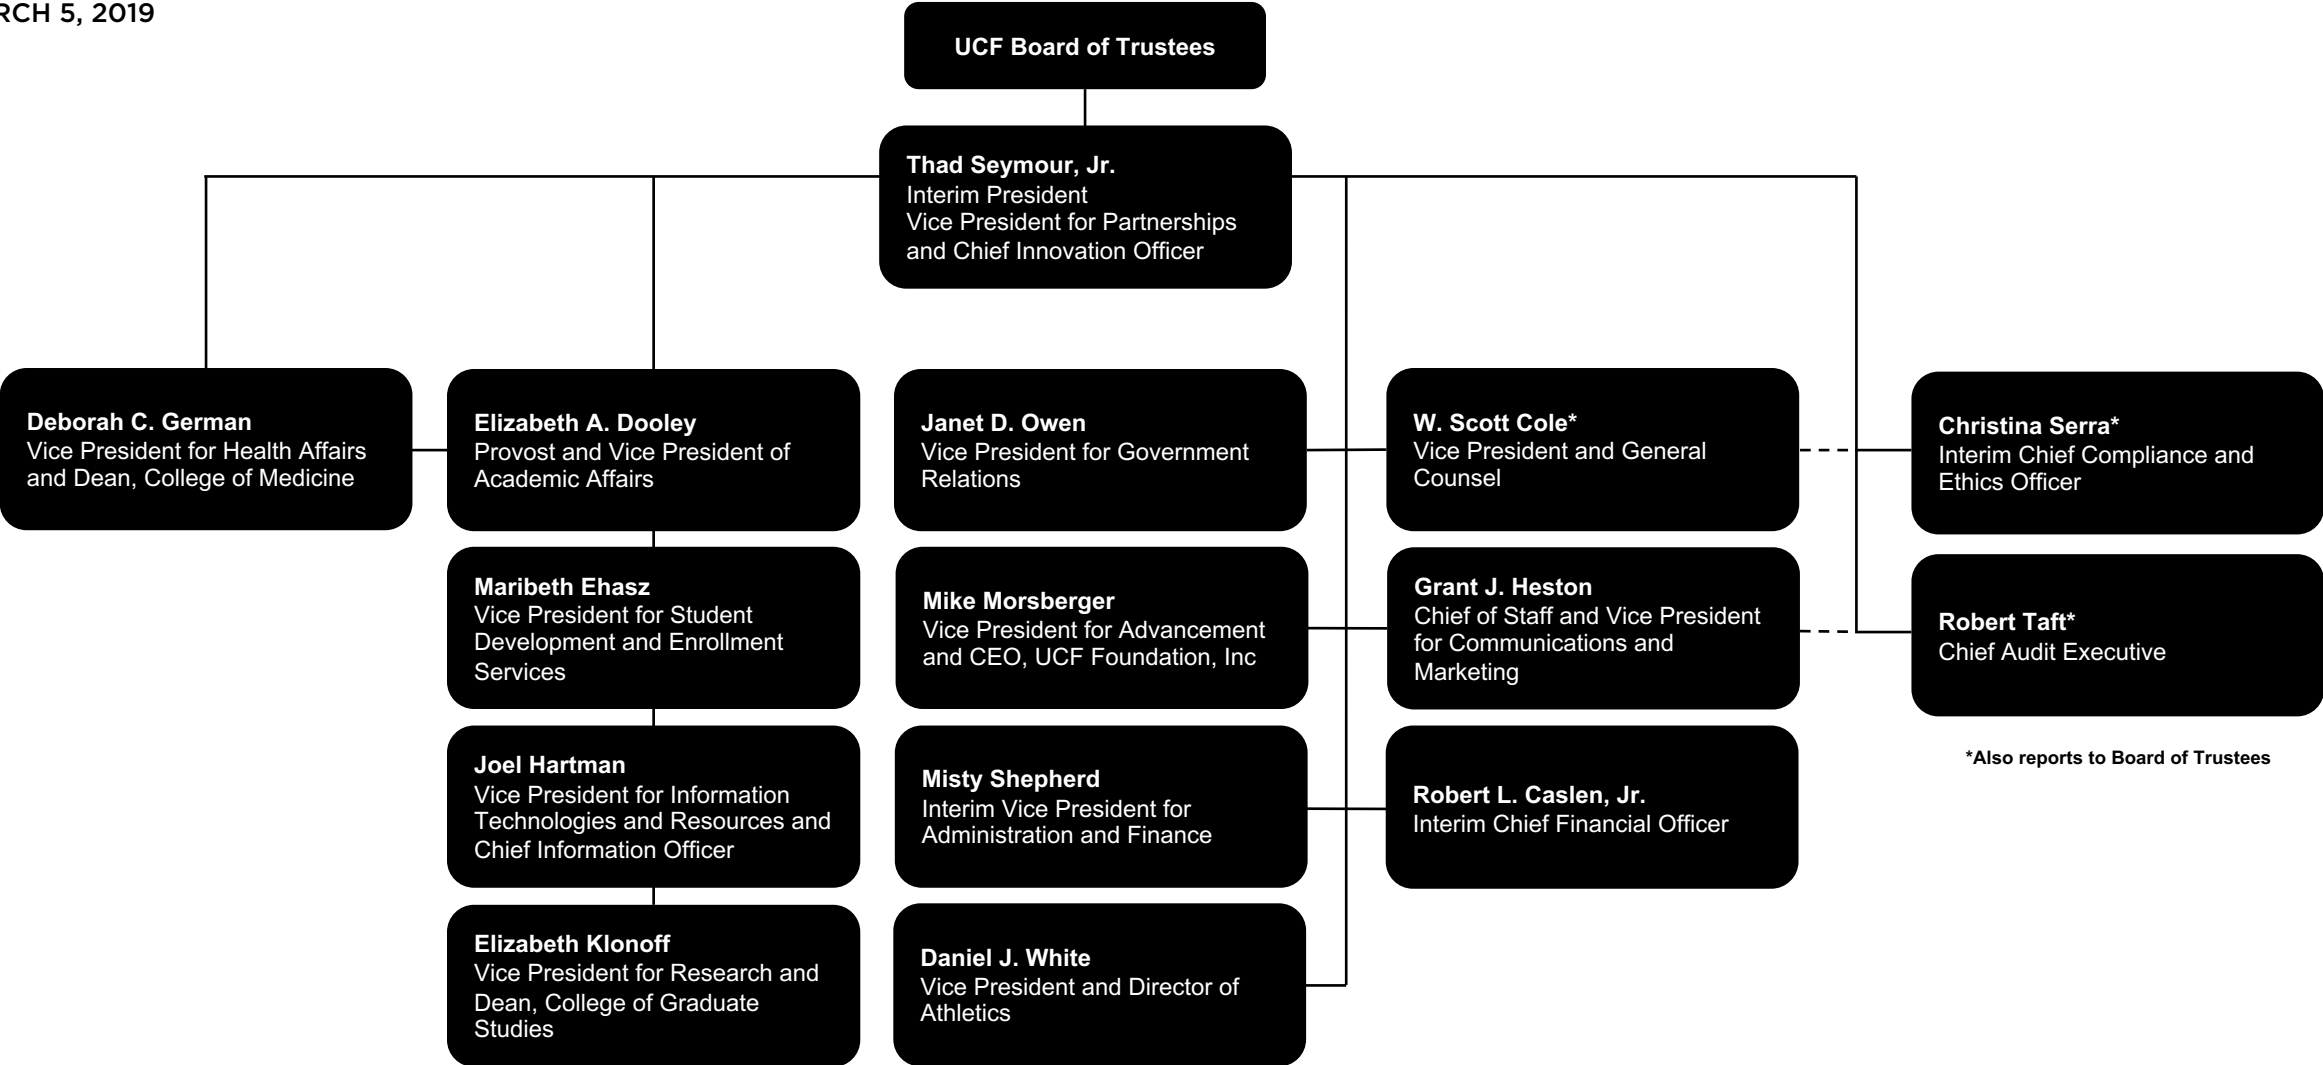 RCH 5, 2019
UCF Board of Trustees
Thad Seymour, Jr.
Interim President
Vice President for Partnerships
and Chief Innovation Officer
Deborah C. German
Vice President for Health Affairs
and Dean, College of Medicine
Elizabeth A. Dooley
Provost and Vice President of
Academic Affairs
Janet D. Owen
Vice President for Government
Relations
W. Scott Cole*
Vice President and General
Counsel
Christina Serra*
Interim Chief Compliance and
Ethics Officer
Maribeth Ehasz
Vice President for Student
Development and Enrollment
Services
Mike Morsberger
Vice President for Advancement
and CEO, UCF Foundation, Inc
Grant J. Heston
Chief of Staff and Vice President
for Communications and
Marketing
Robert Taft*
Chief Audit Executive
*Also reports to Board of Trustees
Joel Hartman
Vice President for Information
Technologies and Resources and
Chief Information Officer
Misty Shepherd
Interim Vice President for
Administration and Finance
Robert L. Caslen, Jr.
Interim Chief Financial Officer
Elizabeth Klonoff
Vice President for Research and
Dean, College of Graduate
Studies
Daniel J. White
Vice President and Director of
Athletics